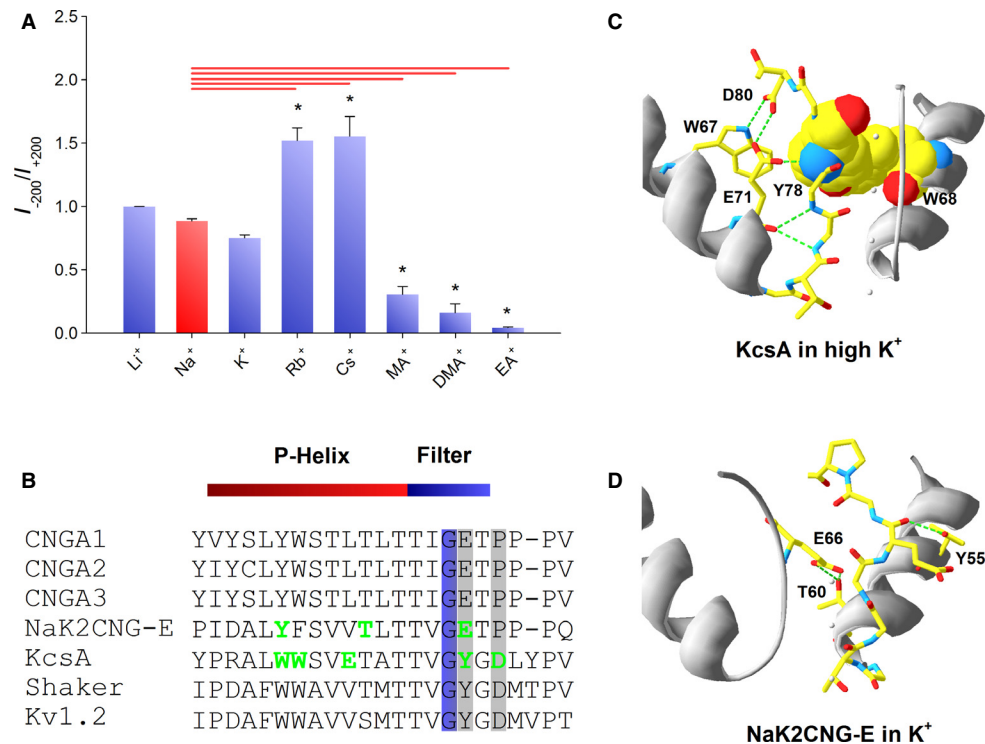 A
2.5
2.0
1.5
1.0
0.5
0.0
I-200/I+200
* * * * *
Li+ Na+ K+ Rb+ Cs+ MA+ DMA+ EA+
B
P-Helix Filter
CNGA1 YVYSLYWSTLTLTTIGETPP-PV
CNGA2 YIYCLYWSTLTLTTIGETPP-PV
CNGA3 YIYSLYWSTLTLTTIGETPP-PV
NaK2CNG-E PIDALYFSVVTLTTVGETPP-PQ
KcsA YPRALWWSVETATTVGYGDLYPV
Shaker IPDAFWWAVVTMTTVGYGDMTPV
Kv1.2 IPDAFWWAVVSMTTVGYGDMVPT
C
D80
W67
E71
Y78
W68
KcsA in high K+
D
E66
T60
Y55
NaK2CNG-E in K+